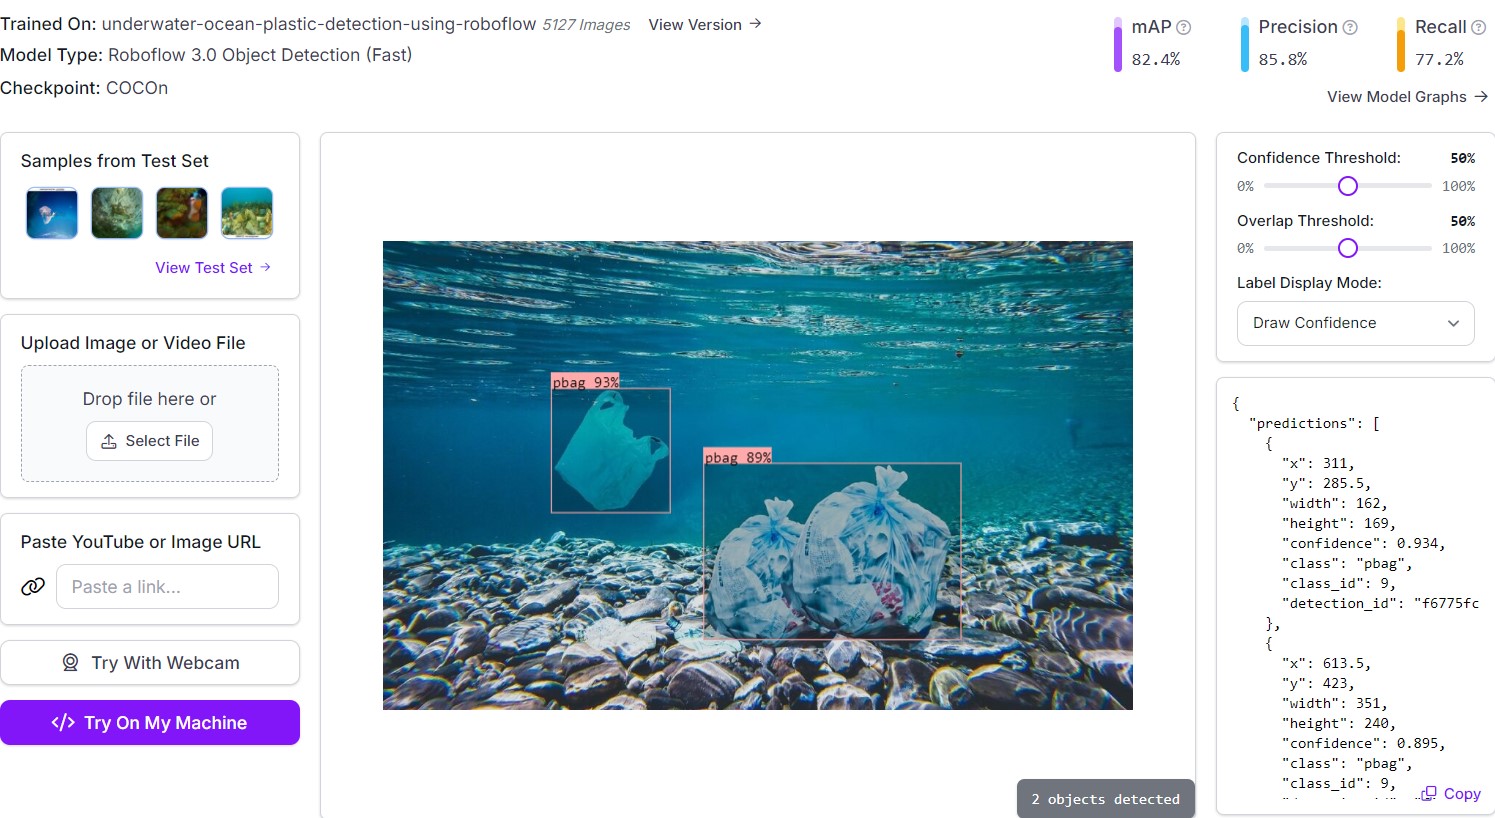 Trained On: underwater-ocean-plastic-detection-using-roboflow 5127 Images View Version →
Model Type: Roboflow 3.0 Object Detection (Fast)
Checkpoint: COCOn
mAP
82.4%
Precision
85.8%
Recall
77.2%
View Model Graphs →
Samples from Test Set
View Test Set →
Upload Image or Video File
Drop file here or
Select File
Paste YouTube or Image URL
Paste a link...
Try With Webcam
</> Try On My Machine
pbag 93%
pbag 89%
2 objects detected
Confidence Threshold: 50%
0% 100%
Overlap Threshold: 50%
0% 100%
Label Display Mode:
Draw Confidence
{
"predictions": [
{
"x": 311,
"y": 285.5,
"width": 162,
"height": 169,
"confidence": 0.934,
"class": "pbag",
"class_id": 9,
"detection_id": "f6775fc
},
{
"x": 613.5,
"y": 423,
"width": 351,
"height": 240,
"confidence": 0.895,
"class": "pbag",
"class_id": 9,
Copy